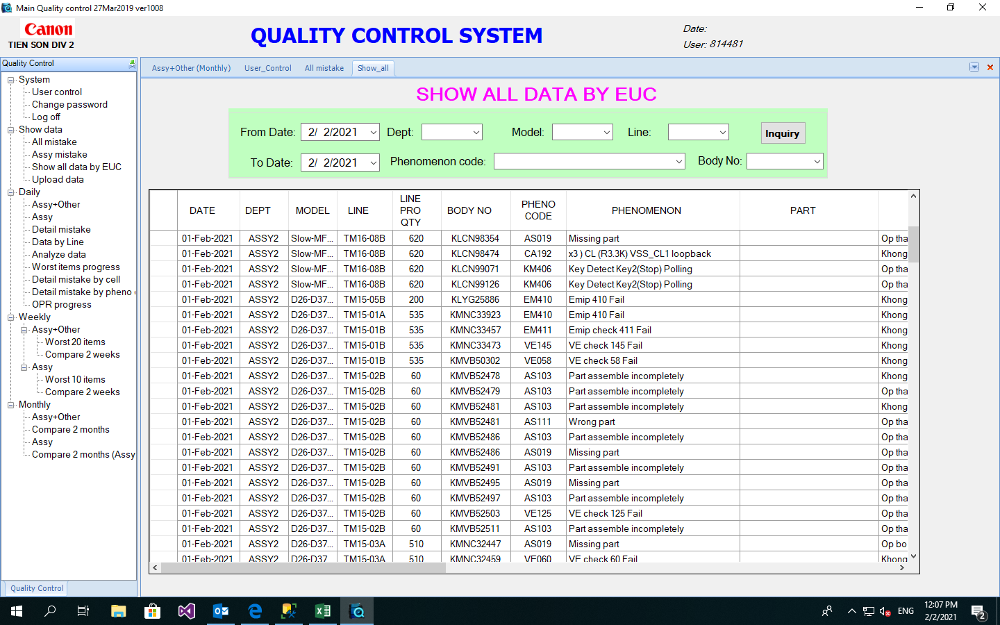 Main Quality control 27Mar2019 ver1008
Canon
TIEN SON DIV 2
QUALITY CONTROL SYSTEM
Date:
User: 814481
Quality Control
System
User control
Change password
Log off
Show data
All mistake
Assy mistake
Show all data by EUC
Upload data
Daily
Assy+Other
Assy
Detail mistake
Data by Line
Analyze data
Worst items progress
Detail mistake by cell
Detail mistake by pheno
OPR progress
Weekly
Assy+Other
Worst 20 items
Compare 2 weeks
Assy
Worst 10 items
Compare 2 weeks
Monthly
Assy+Other
Compare 2 months
Assy
Compare 2 months (Assy
Quality Control
Assy+Other (Monthly) User_Control All mistake Show_all
SHOW ALL DATA BY EUC
From Date: 2/ 2/2021 Dept: Model: Line: Inquiry
To Date: 2/ 2/2021 Phenomenon code: Body No:
DATE DEPT MODEL LINE LINE PRO QTY BODY NO PHENO CODE PHENOMENON PART
01-Feb-2021 ASSY2 Slow-MF... TM16-08B 620 KLCN98354 AS019 Missing part Op tha
01-Feb-2021 ASSY2 Slow-MF... TM16-08B 620 KLCN98474 CA192 x3 ) CL (R3.3K) VSS_CL1 loopback Khong
01-Feb-2021 ASSY2 Slow-MF... TM16-08B 620 KLCN99071 KM406 Key Detect Key2(Stop) Polling Op tha
01-Feb-2021 ASSY2 Slow-MF... TM16-08B 620 KLCN99126 KM406 Key Detect Key2(Stop) Polling Op tha
01-Feb-2021 ASSY2 D26-D37... TM15-05B 200 KLYG25886 EM410 Emip 410 Fail Khong
01-Feb-2021 ASSY2 D26-D37... TM15-01A 535 KMNC33923 EM410 Emip 410 Fail Khong
01-Feb-2021 ASSY2 D26-D37... TM15-01B 535 KMNC33457 EM411 Emip check 411 Fail Khong
01-Feb-2021 ASSY2 D26-D37... TM15-01B 535 KMNC33473 VE145 VE check 145 Fail Khong
01-Feb-2021 ASSY2 D26-D37... TM15-01B 535 KMVB50302 VE058 VE check 58 Fail Khong
01-Feb-2021 ASSY2 D26-D37... TM15-02B 60 KMVB52478 AS103 Part assemble incompletely Khong
01-Feb-2021 ASSY2 D26-D37... TM15-02B 60 KMVB52479 AS103 Part assemble incompletely Op tha
01-Feb-2021 ASSY2 D26-D37... TM15-02B 60 KMVB52481 AS103 Part assemble incompletely Khong
01-Feb-2021 ASSY2 D26-D37... TM15-02B 60 KMVB52481 AS111 Wrong part Op tha
01-Feb-2021 ASSY2 D26-D37... TM15-02B 60 KMVB52486 AS103 Part assemble incompletely Op tha
01-Feb-2021 ASSY2 D26-D37... TM15-02B 60 KMVB52486 AS019 Missing part Op tha
01-Feb-2021 ASSY2 D26-D37... TM15-02B 60 KMVB52491 AS103 Part assemble incompletely Op tha
01-Feb-2021 ASSY2 D26-D37... TM15-02B 60 KMVB52495 AS019 Missing part Op tha
01-Feb-2021 ASSY2 D26-D37... TM15-02B 60 KMVB52497 AS103 Part assemble incompletely Op tha
01-Feb-2021 ASSY2 D26-D37... TM15-02B 60 KMVB52503 VE125 VE check 125 Fail Op tha
01-Feb-2021 ASSY2 D26-D37... TM15-02B 60 KMVB52511 AS103 Part assemble incompletely Op tha
01-Feb-2021 ASSY2 D26-D37... TM15-03A 510 KMNC32447 AS019 Missing part Op bo
01-Feb-2021 ASSY2 D26-D37... TM15-03A 510 KMNC32459 VE060 VE check 60 Fail Khong
ENG 12:07 PM
2/2/2021
2